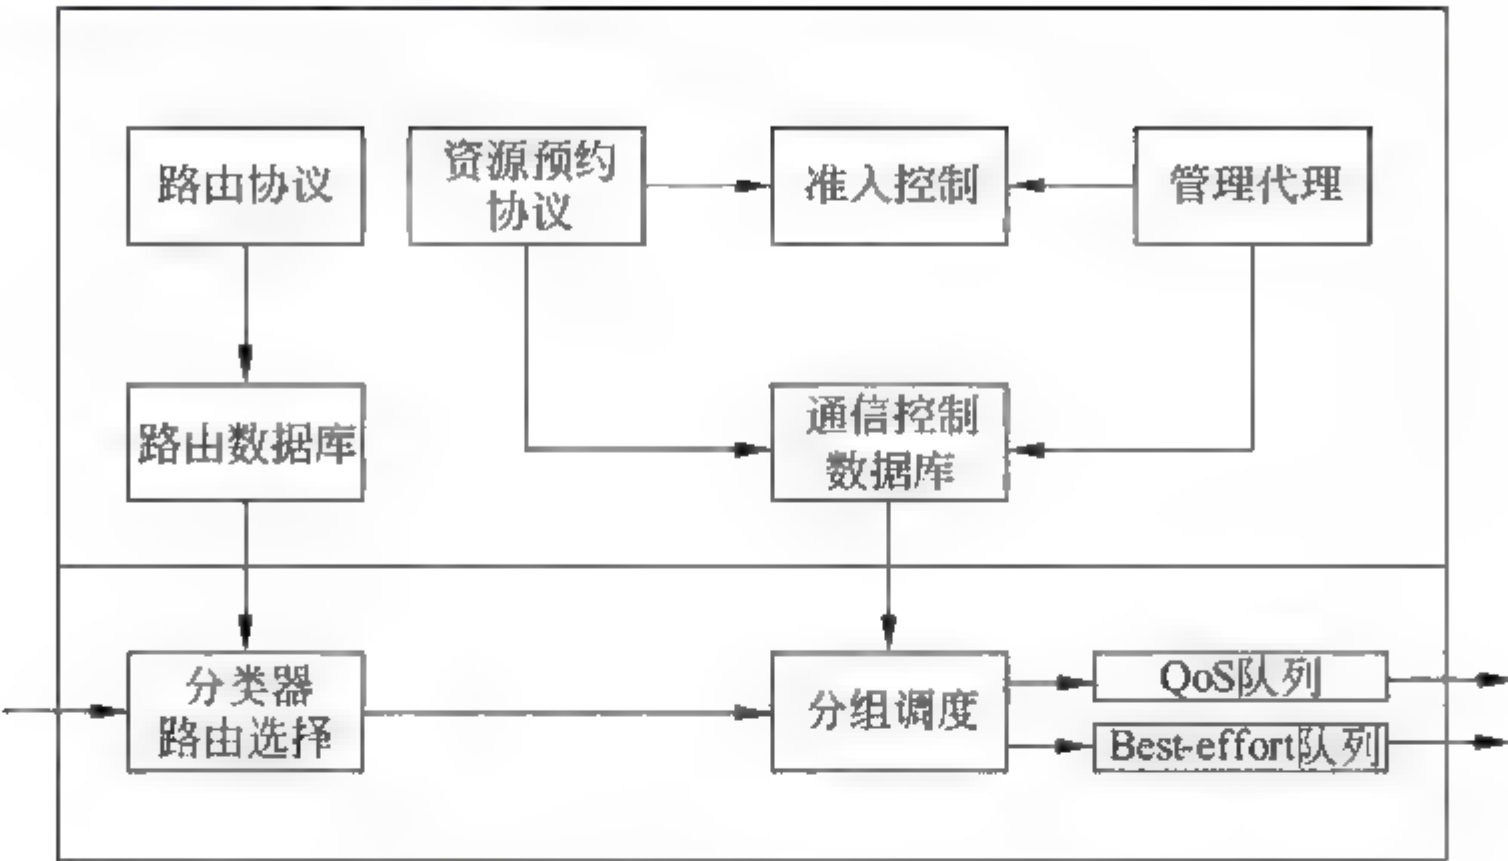 路由协议
资源预约
协议
准入控制
管理代理
路由数据库
通信控制
数据库
分类器
路由选择
分组调度
QoS队列
Best-effort队列